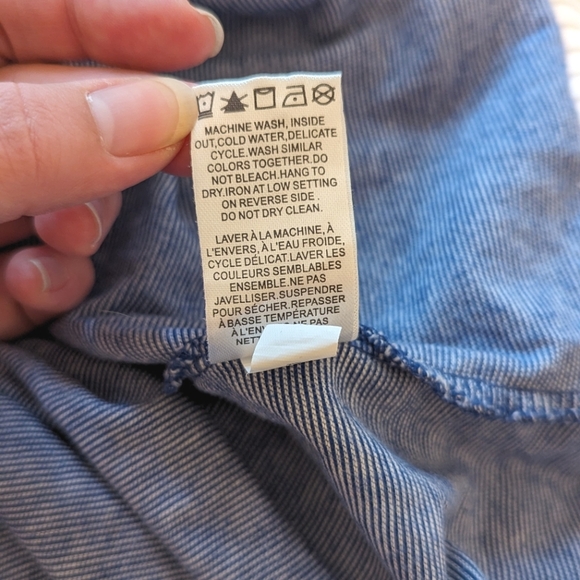 MACHINE WASH, INSIDE
OUT,COLD WATER,DELICATE
CYCLE.WASH SIMILAR
COLORS TOGETHER.DO
NOT BLEACH.HANG TO
DRY.IRON AT LOW SETTING
ON REVERSE SIDE .
DO NOT DRY CLEAN.
LAVER À LA MACHINE, À
L'ENVERS, À L'EAU FROIDE,
CYCLE DÉLICAT.LAVER LES
COULEURS SEMBLABLES
ENSEMBLE.NE PAS
JAVELLISER.SUSPENDRE
POUR SÉCHER.REPASSER
À BASSE TEMPÉRATURE
NE PAS